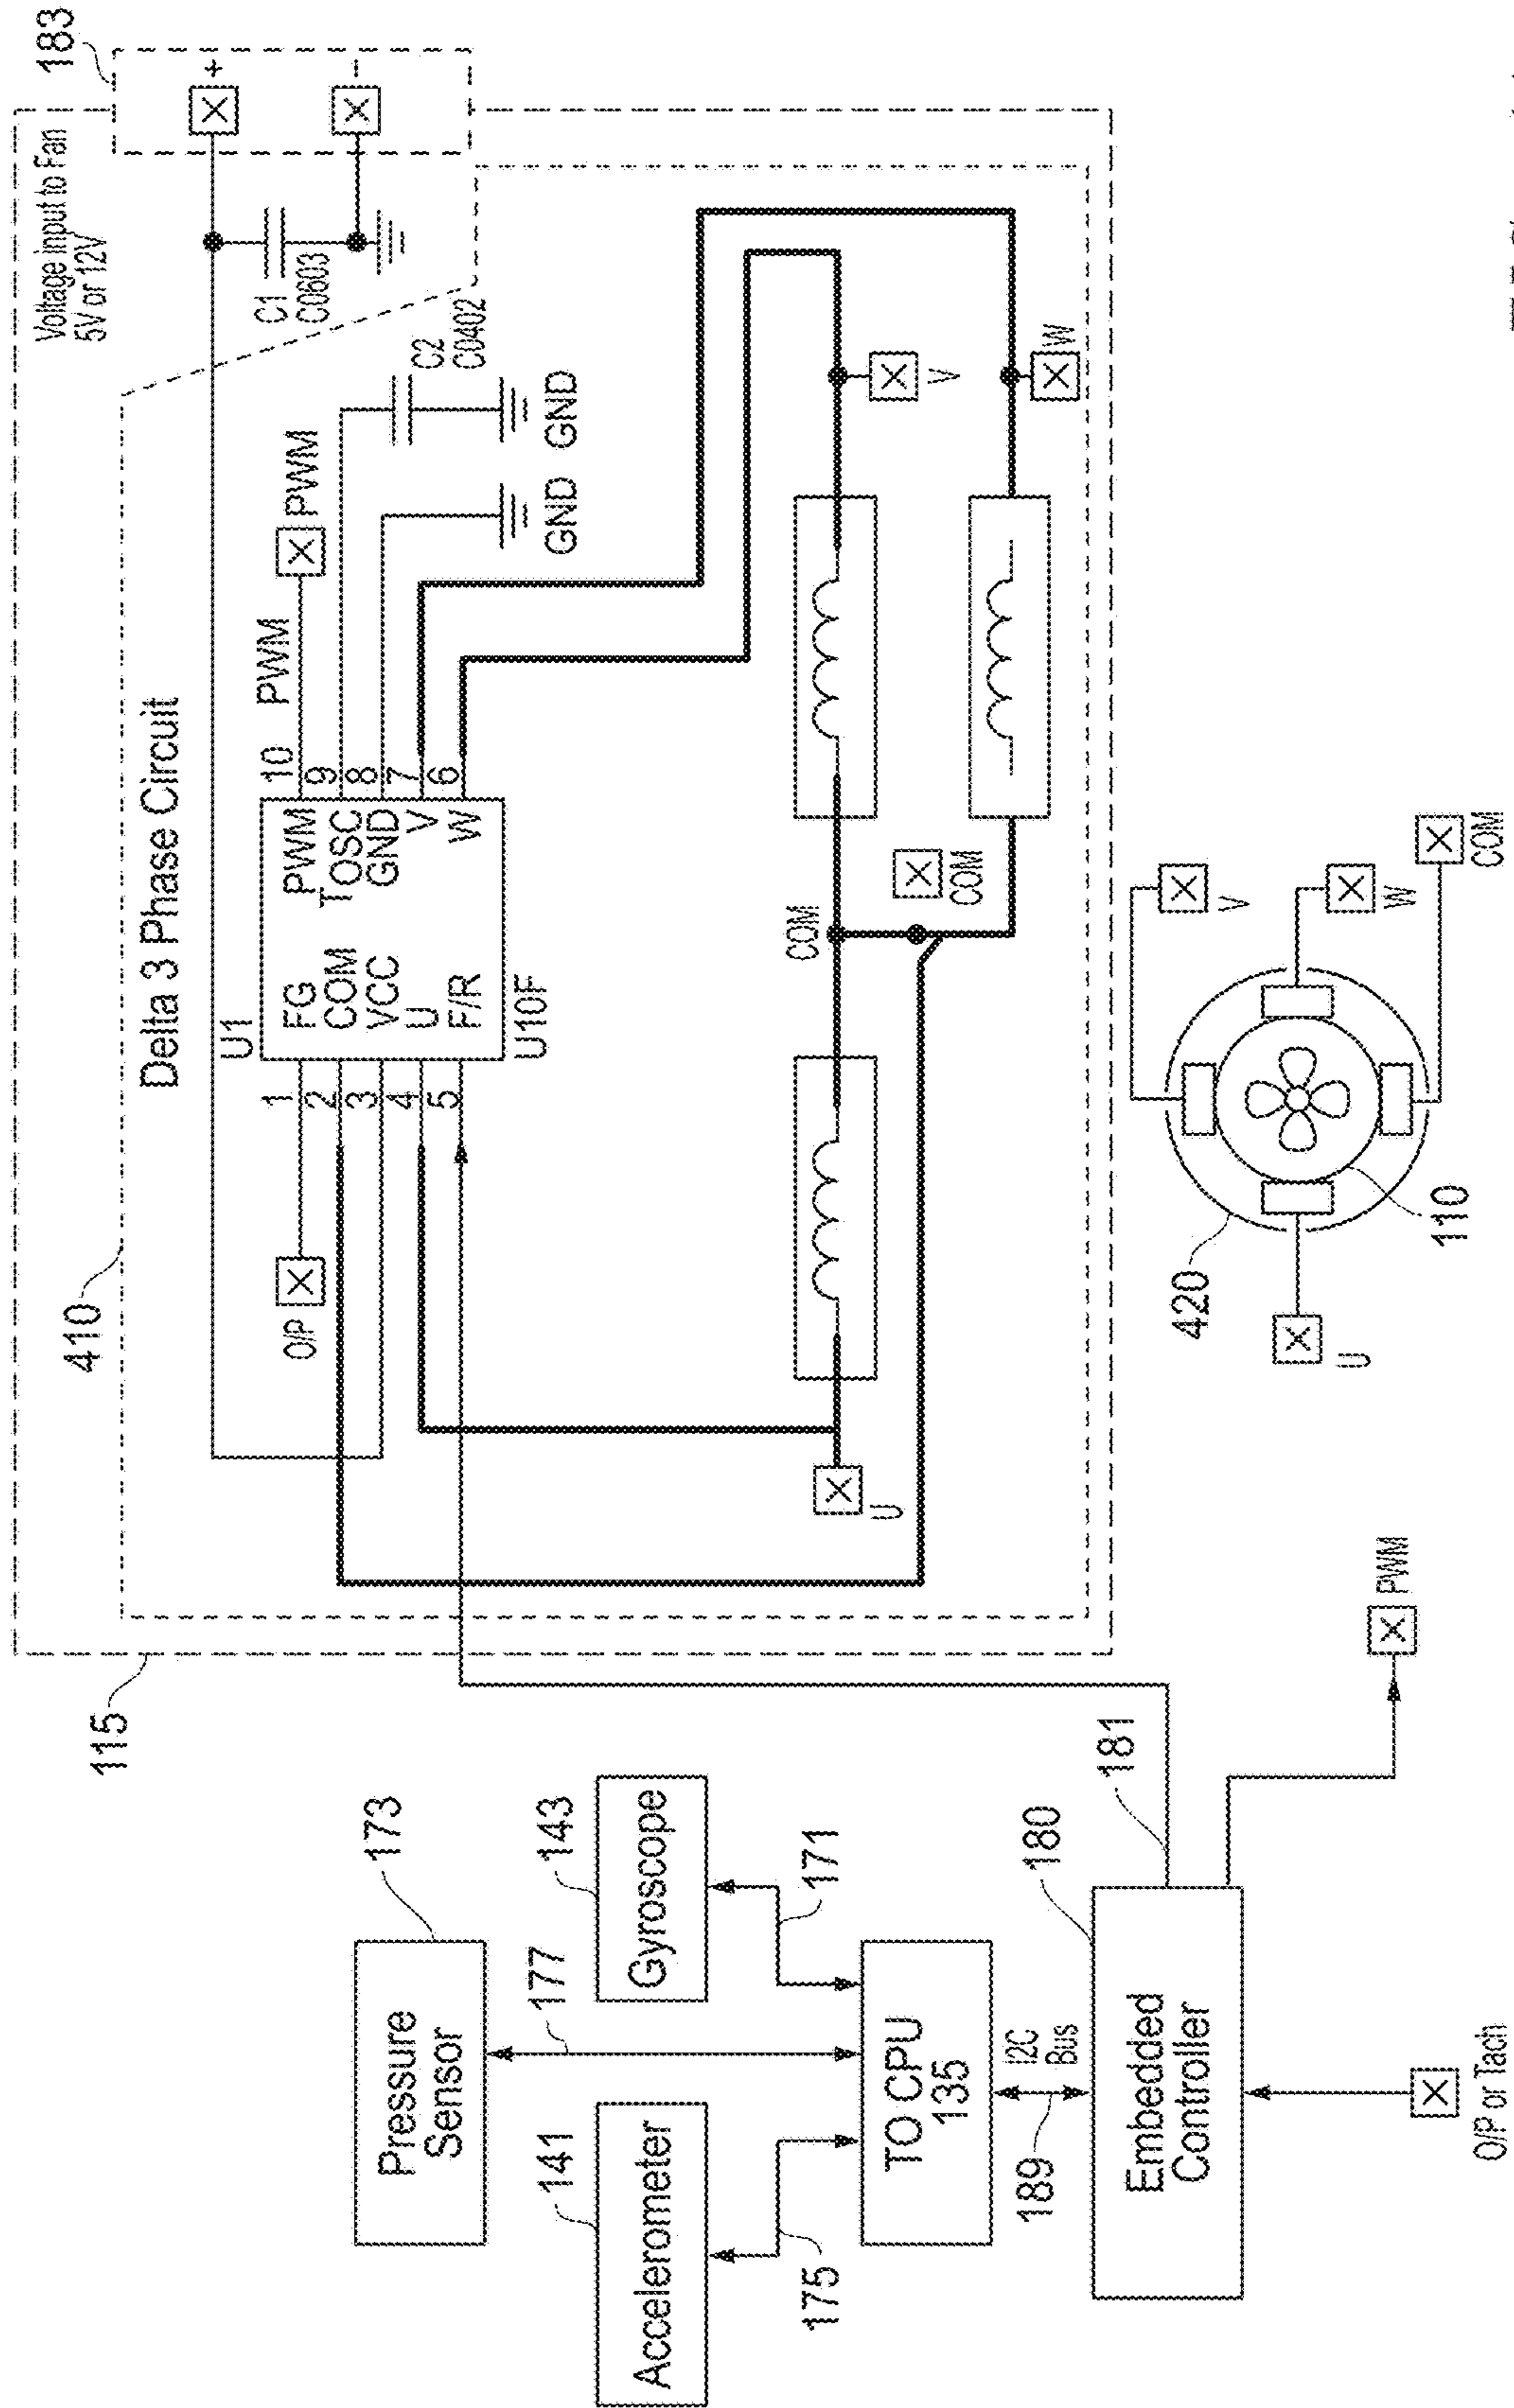 183
Voltage Input to Fan
5V or 12V
+
-
C1
C0603
410
Delta 3 Phase Circuit
115
U1
1
2
3
4
5
FG
COM
VCC
U
F/R
PWM
TOSC
GND
V
W
10
9
8
7
6
U10F
O/P
PWM
PWM
C2
C0402
GND
GND
COM
COM
U
V
W
Pressure
Sensor
173
177
Accelerometer
141
175
Gyroscope
143
171
TO CPU
135
I2C
Bus
189
Embedded
Controller
180
181
PWM
O/P or Tach
420
110
U
V
W
COM